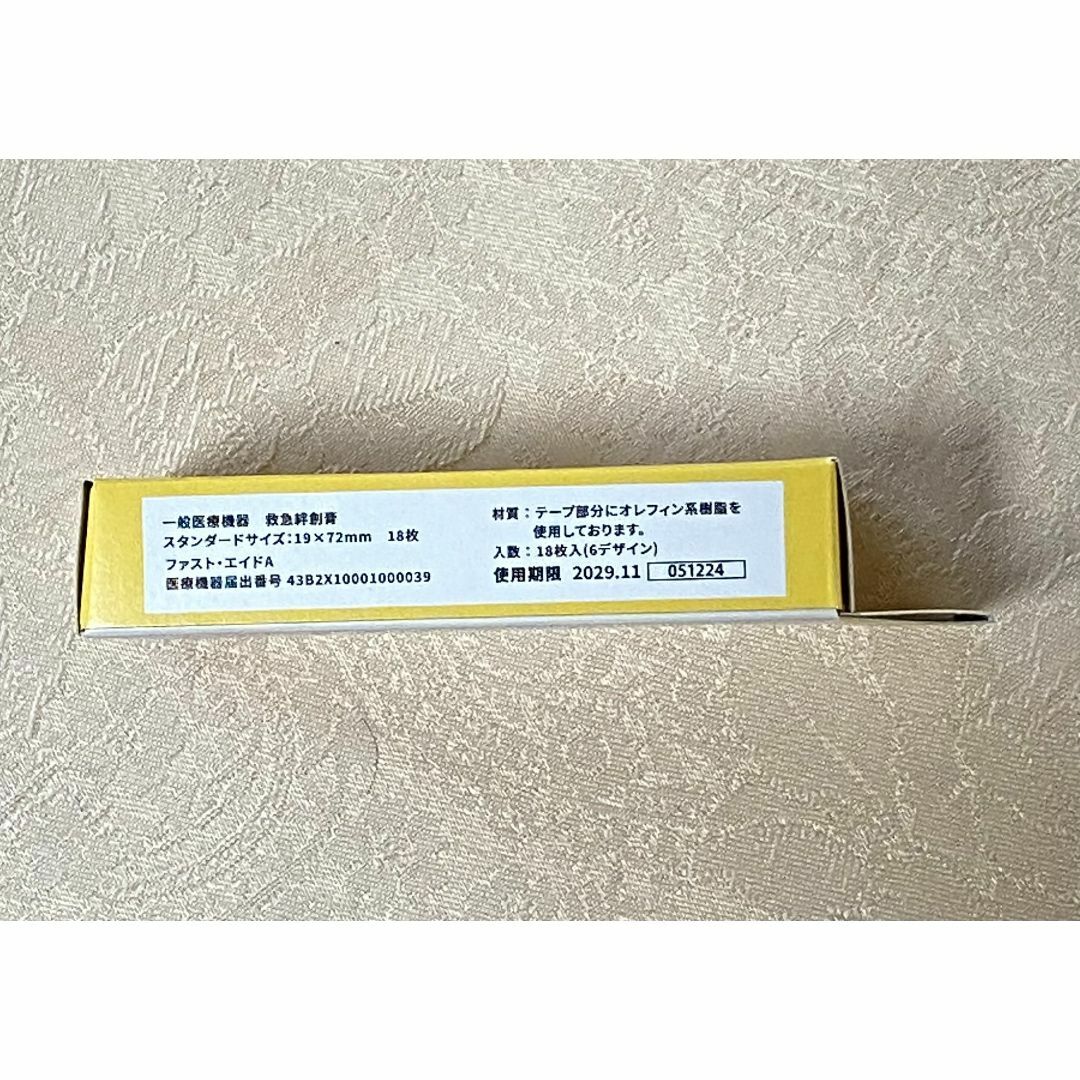 一般医療機器　救急絆創膏
スタンダードサイズ:19×72mm　18枚
ファスト・エイドA
医療機器届出番号 43B2X10001000039
材質：テープ部分にオレフィン系樹脂を
使用しております。
入数：18枚入(6デザイン)
使用期限 2029.11 051224